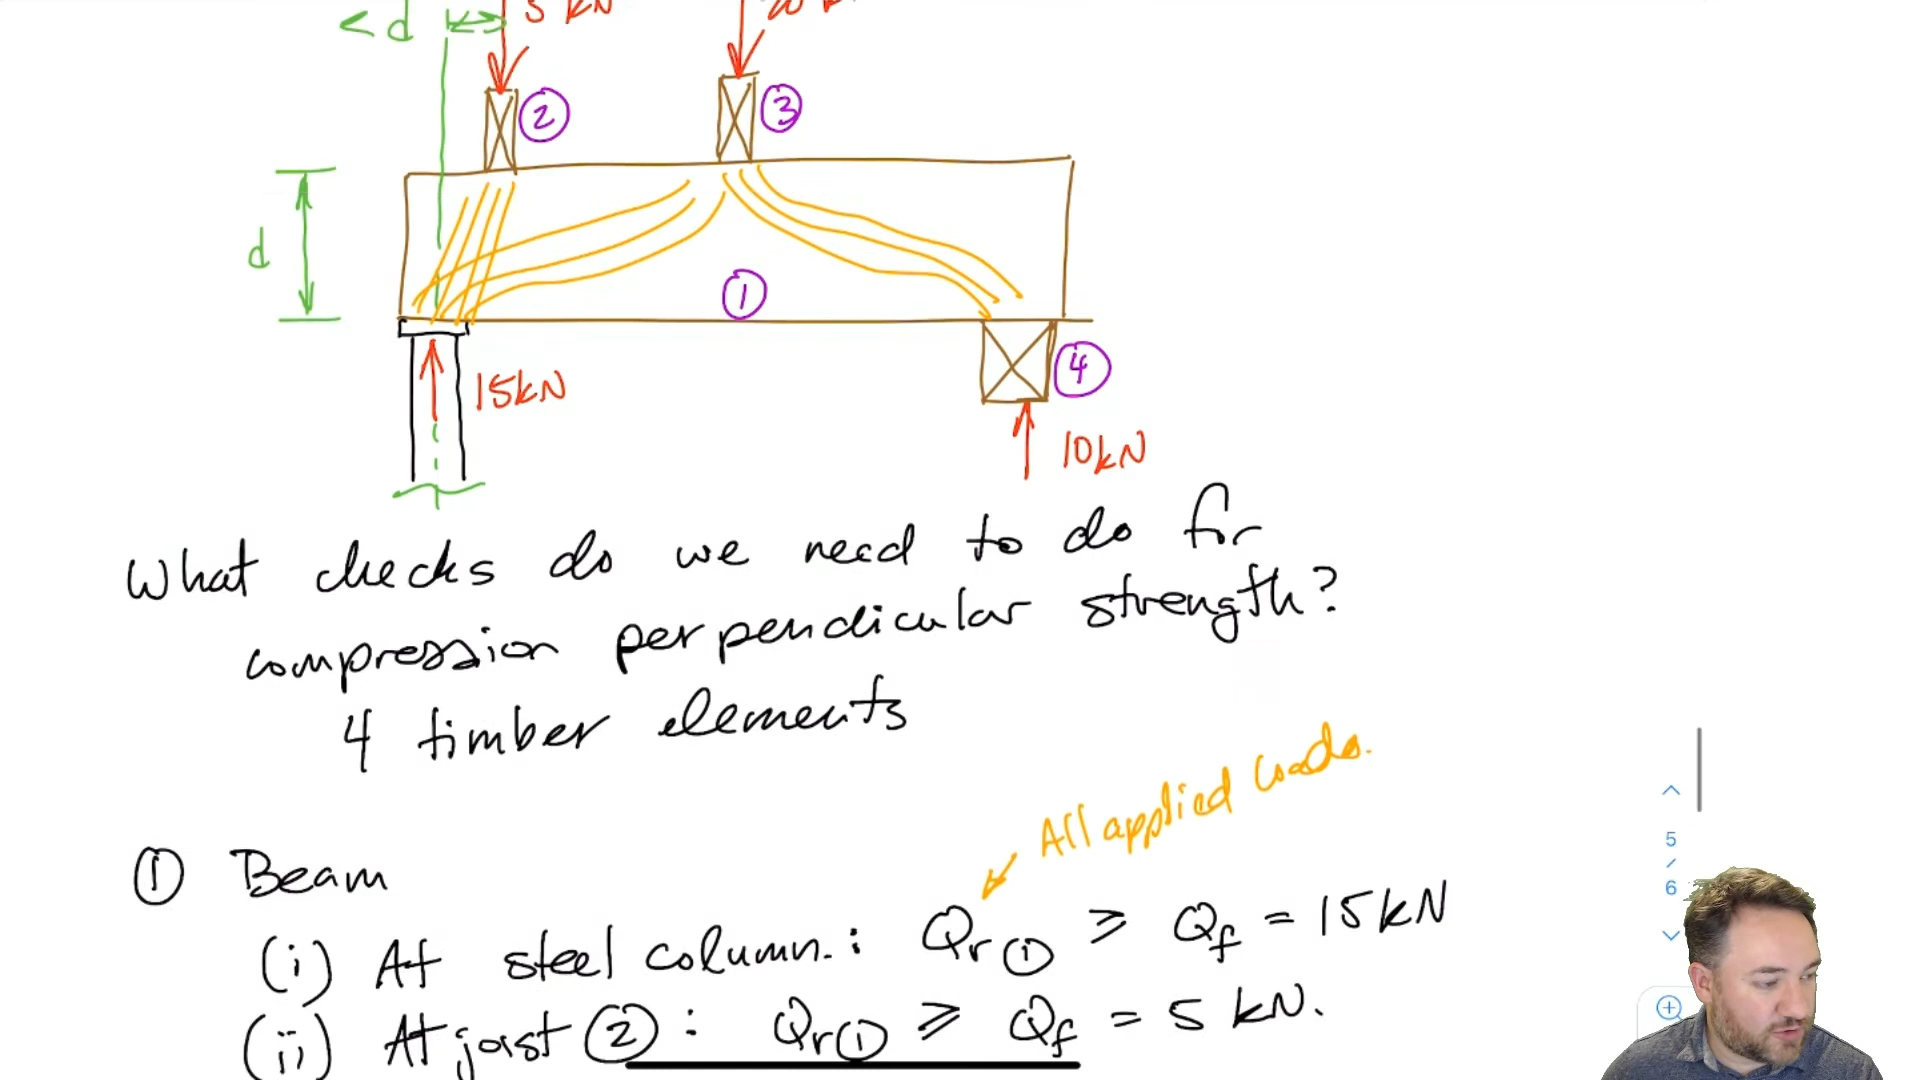 < d
5 kN
②
③
d
①
15kN
④
10kN
What checks do we need to do for
compression perpendicular strength?
4 timber elements
All applied loads.
① Beam
(i) At steel column: Qr① ≥ Qf = 15kN
(ii) At joist ②: Qr① ≥ Qf = 5 kN.
5
/
6